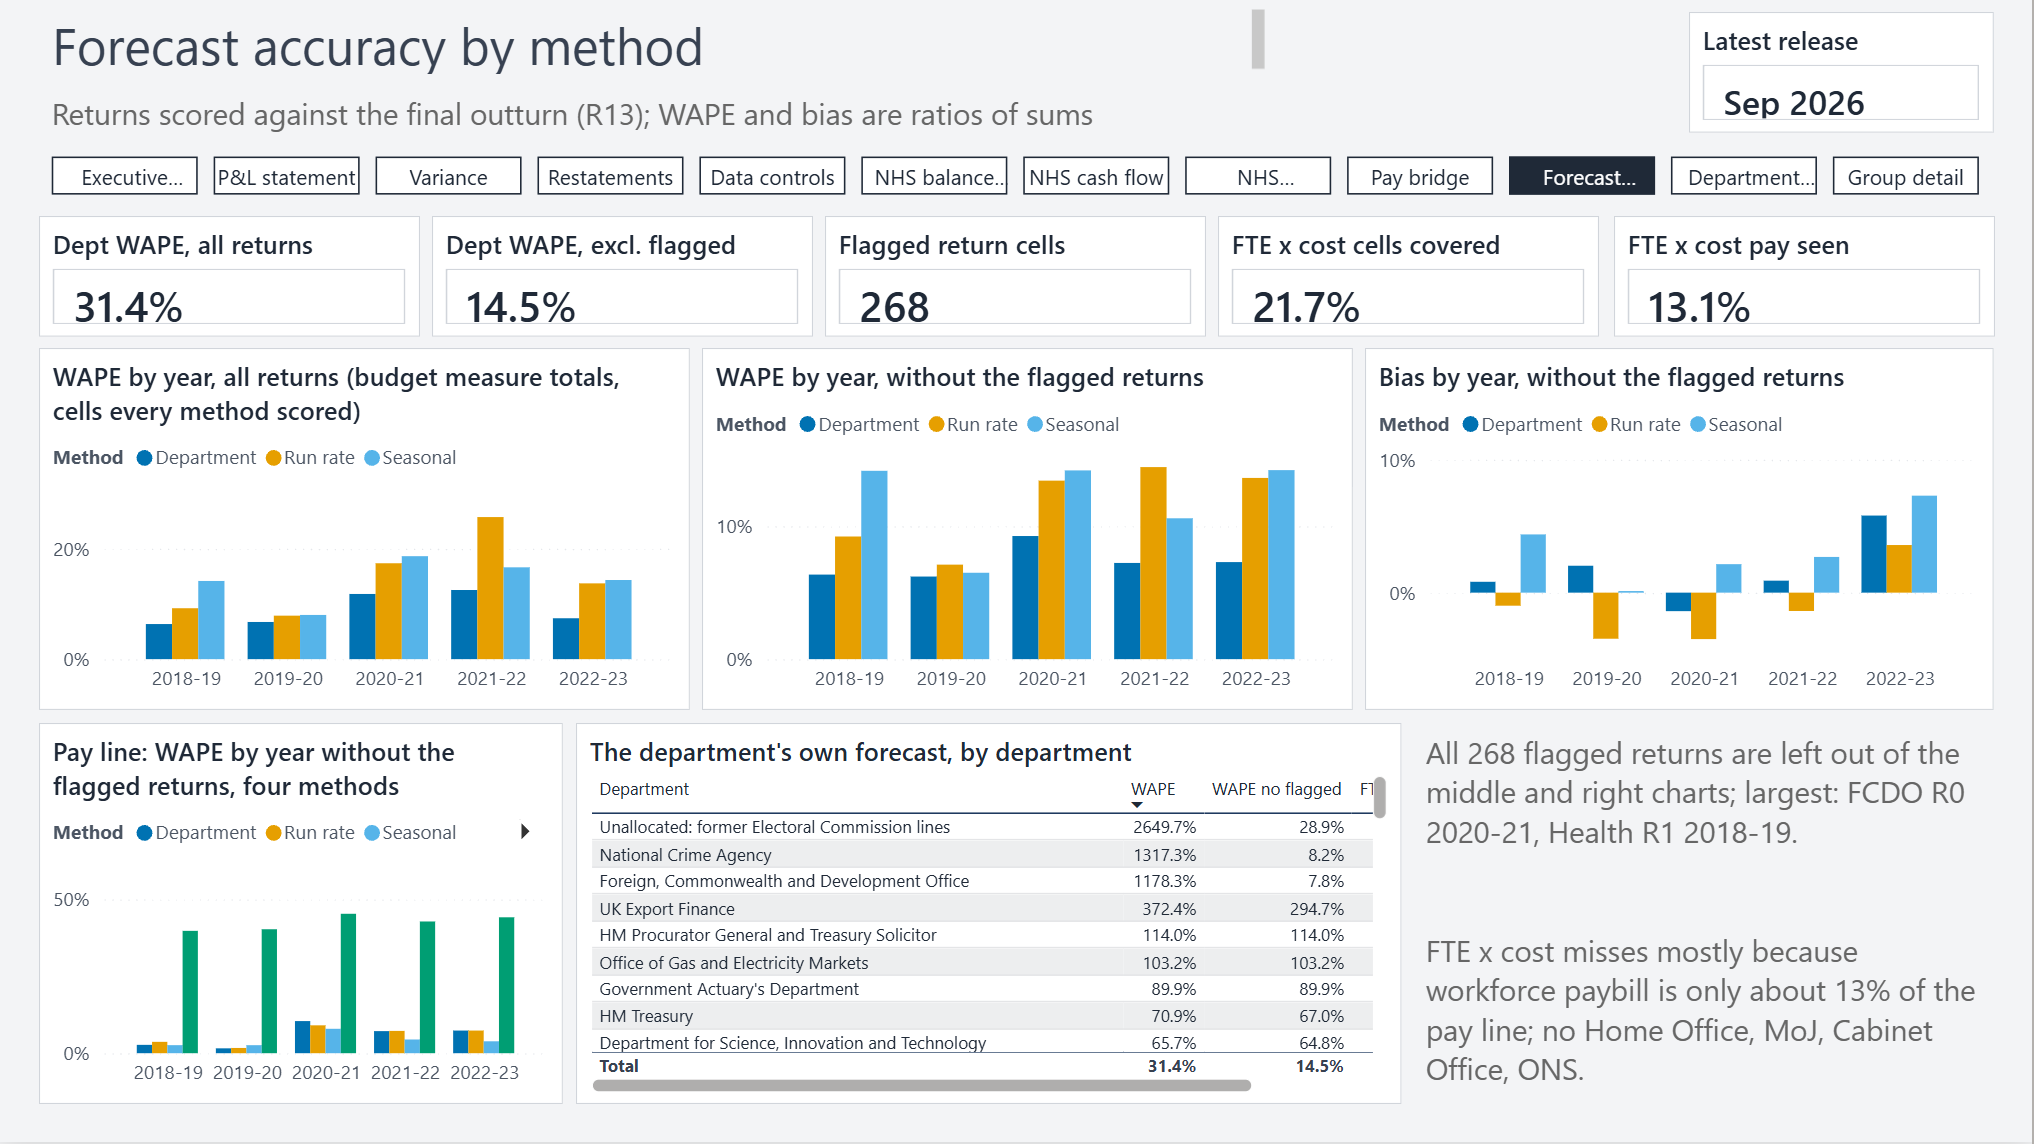 Forecast accuracy by method
Returns scored against the final outturn (R13); WAPE and bias are ratios of sums
Latest release
Sep 2026
Executive...
P&L statement
Variance
Restatements
Data controls
NHS balance...
NHS cash flow
NHS...
Pay bridge
Forecast...
Department...
Group detail
Dept WAPE, all returns
31.4%
Dept WAPE, excl. flagged
14.5%
Flagged return cells
268
FTE x cost cells covered
21.7%
FTE x cost pay seen
13.1%
WAPE by year, all returns (budget measure totals,
cells every method scored)
Method Department Run rate Seasonal
20%
0%
2018-19 2019-20 2020-21 2021-22 2022-23
WAPE by year, without the flagged returns
Method Department Run rate Seasonal
10%
0%
2018-19 2019-20 2020-21 2021-22 2022-23
Bias by year, without the flagged returns
Method Department Run rate Seasonal
10%
0%
2018-19 2019-20 2020-21 2021-22 2022-23
Pay line: WAPE by year without the
flagged returns, four methods
Method Department Run rate Seasonal
50%
0%
2018-19 2019-20 2020-21 2021-22 2022-23
The department's own forecast, by department
Department WAPE WAPE no flagged FT
Unallocated: former Electoral Commission lines 2649.7% 28.9%
National Crime Agency 1317.3% 8.2%
Foreign, Commonwealth and Development Office 1178.3% 7.8%
UK Export Finance 372.4% 294.7%
HM Procurator General and Treasury Solicitor 114.0% 114.0%
Office of Gas and Electricity Markets 103.2% 103.2%
Government Actuary's Department 89.9% 89.9%
HM Treasury 70.9% 67.0%
Department for Science, Innovation and Technology 65.7% 64.8%
Total 31.4% 14.5%
All 268 flagged returns are left out of the
middle and right charts; largest: FCDO R0
2020-21, Health R1 2018-19.
FTE x cost misses mostly because
workforce paybill is only about 13% of the
pay line; no Home Office, MoJ, Cabinet
Office, ONS.